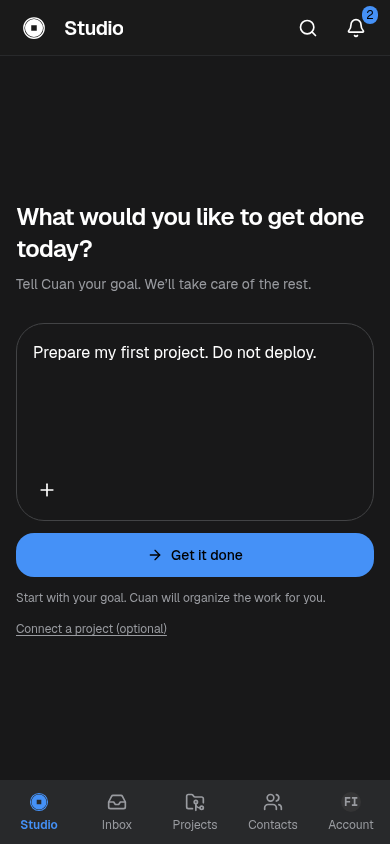 Studio
2
What would you like to get done
today?
Tell Cuan your goal. We’ll take care of the rest.
Prepare my first project. Do not deploy.
Get it done
Start with your goal. Cuan will organize the work for you.
Connect a project (optional)
FI
Studio
Inbox
Projects
Contacts
Account